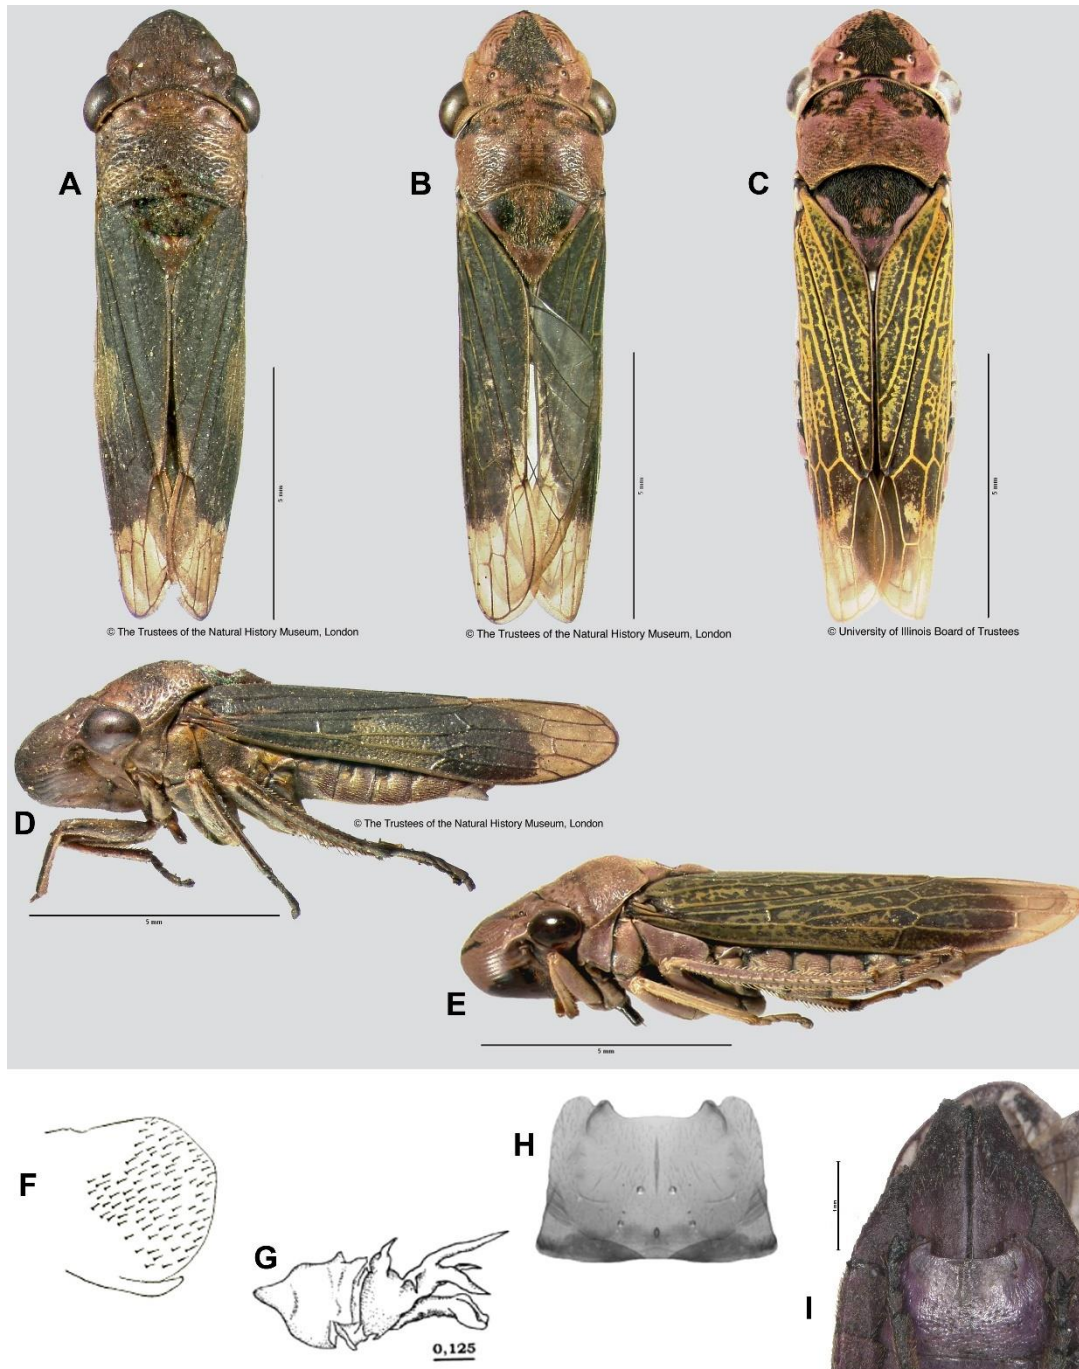 A
B
C
5 mm
5 mm
5 mm
© The Trustees of the Natural History Museum, London
© The Trustees of the Natural History Museum, London
© University of Illinois Board of Trustees
D
© The Trustees of the Natural History Museum, London
5 mm
E
5 mm
F
G
0,125
H
I